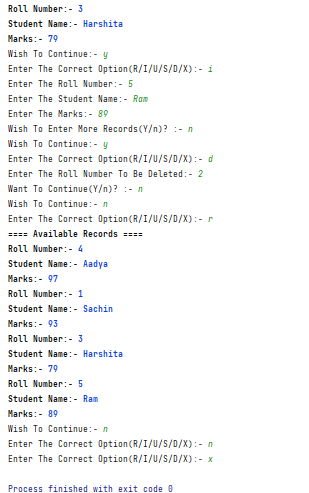 Roll Number:- 3
Student Name:- Harshita
Marks:- 79
Wish To Continue:- y
Enter The Correct Option(R/I/U/S/D/X):- i
Enter The Roll Number:- 5
Enter The Student Name:- Ram
Enter The Marks:- 89
Wish To Enter More Records(Y/n)? :- n
Wish To Continue:- y
Enter The Correct Option(R/I/U/S/D/X):- d
Enter The Roll Number To Be Deleted:- 2
Want To Continue(Y/n)? :- n
Wish To Continue:- n
Enter The Correct Option(R/I/U/S/D/X):- r
==== Available Records ====
Roll Number:- 4
Student Name:- Aadya
Marks:- 97
Roll Number:- 1
Student Name:- Sachin
Marks:- 93
Roll Number:- 3
Student Name:- Harshita
Marks:- 79
Roll Number:- 5
Student Name:- Ram
Marks:- 89
Wish To Continue:- n
Enter The Correct Option(R/I/U/S/D/X):- n
Enter The Correct Option(R/I/U/S/D/X):- x
Process finished with exit code 0